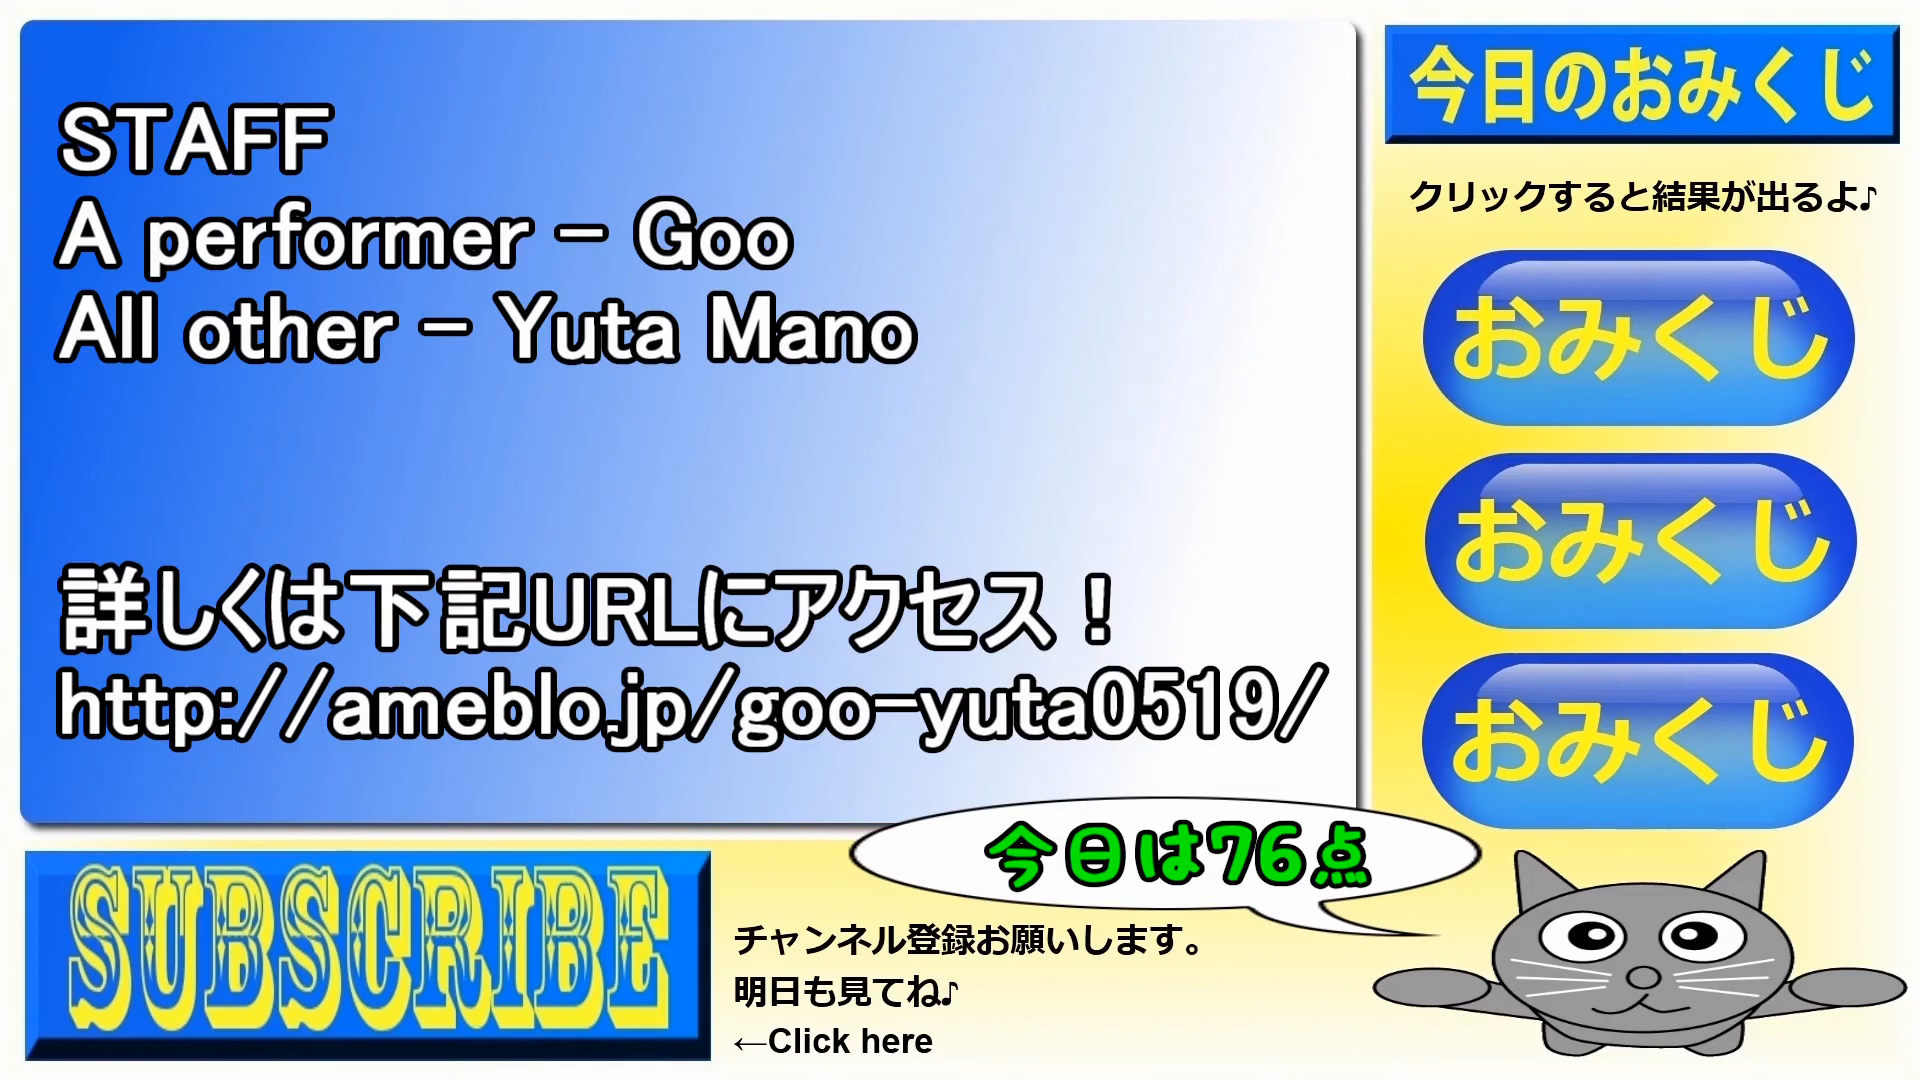 STAFF
A performer － Goo
All other － Yuta Mano
詳しくは下記URLにアクセス！
http://ameblo.jp/goo-yuta0519/
今日のおみくじ
クリックすると結果が出るよ♪
おみくじ
おみくじ
おみくじ
今日は76点
SUBSCRIBE
チャンネル登録お願いします。
明日も見てね♪
←Click here